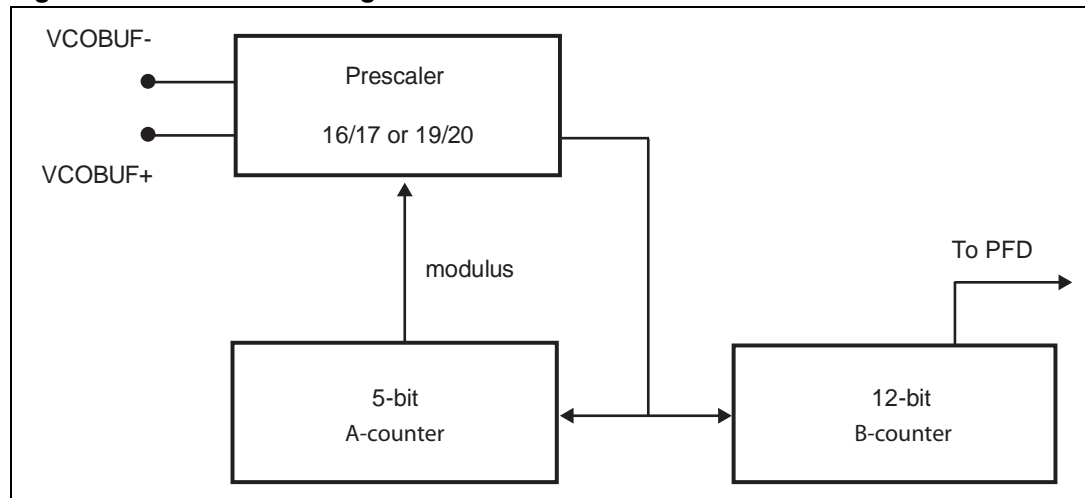 VCOBUF-
Prescaler
16/17 or 19/20
VCOBUF+
modulus
To PFD
5-bit
A-counter
12-bit
B-counter